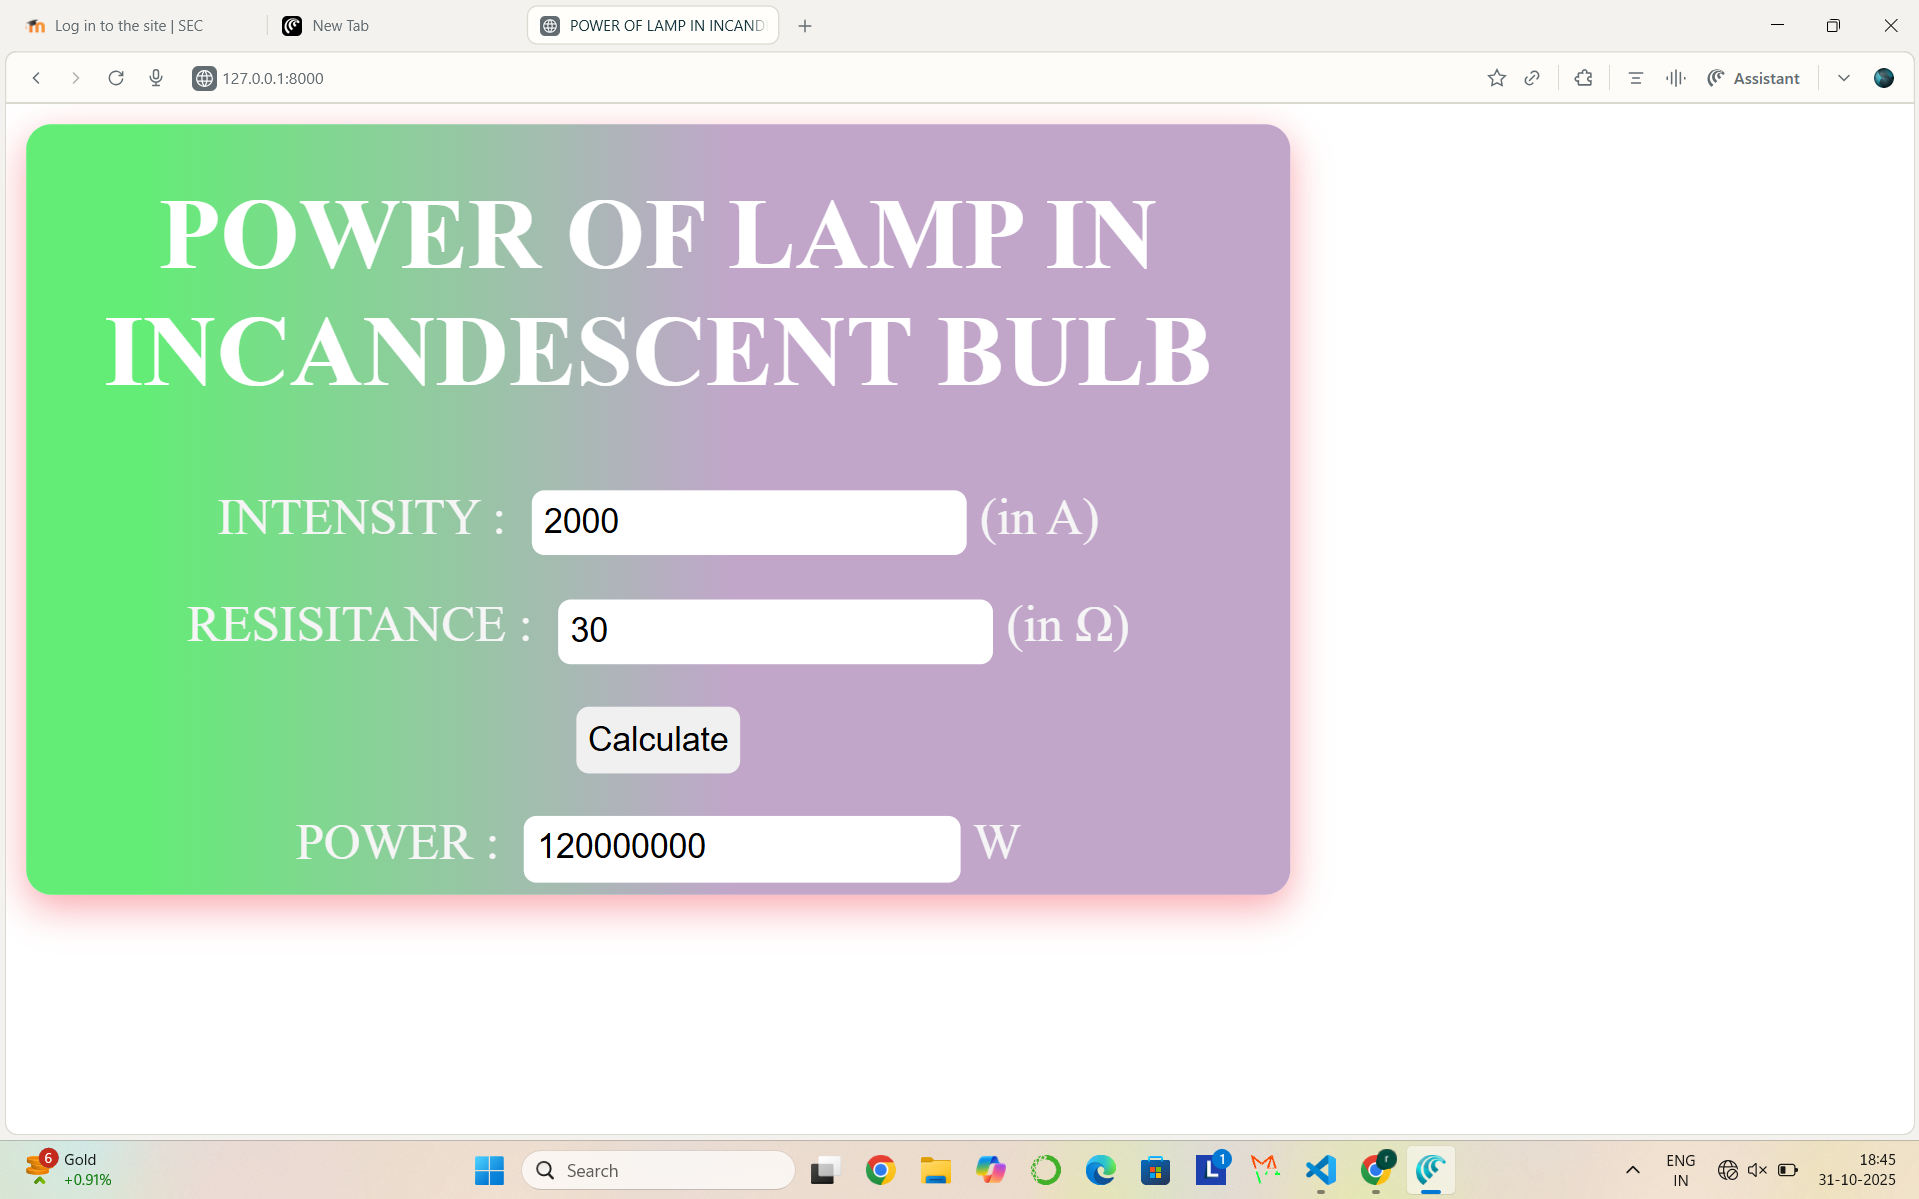 Log in to the site | SEC
New Tab
POWER OF LAMP IN INCAND
127.0.0.1:8000
Assistant
POWER OF LAMP IN
INCANDESCENT BULB
INTENSITY : 2000 (in A)
RESISITANCE : 30 (in Ω)
Calculate
POWER : 120000000 W
6
Gold
+0.91%
Search
L
1
r
ENG
IN
18:45
31-10-2025